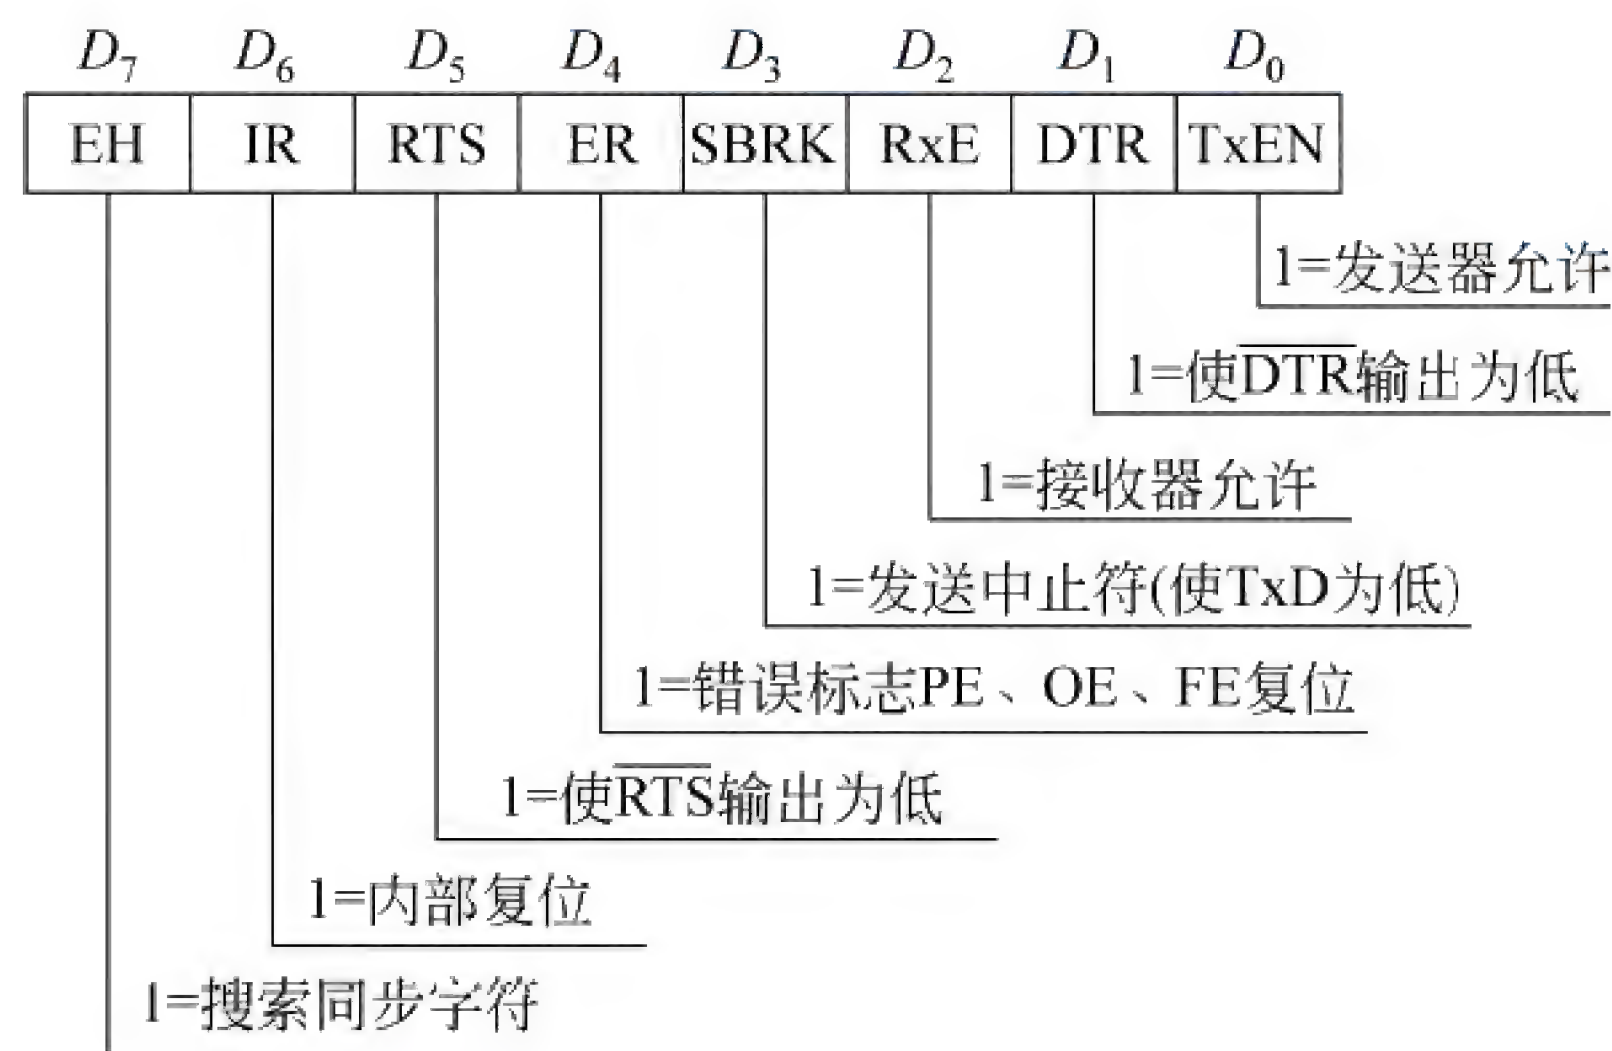 D7 D6 D5 D4 D3 D2 D1 D0
EH IR RTS ER SBRK RxE DTR TxEN
1=发送器允许
1=使D̅T̅R̅输出为低
1=接收器允许
1=发送中止符(使TxD为低)
1=错误标志PE、OE、FE复位
1=使R̅T̅S̅输出为低
1=内部复位
1=搜索同步字符